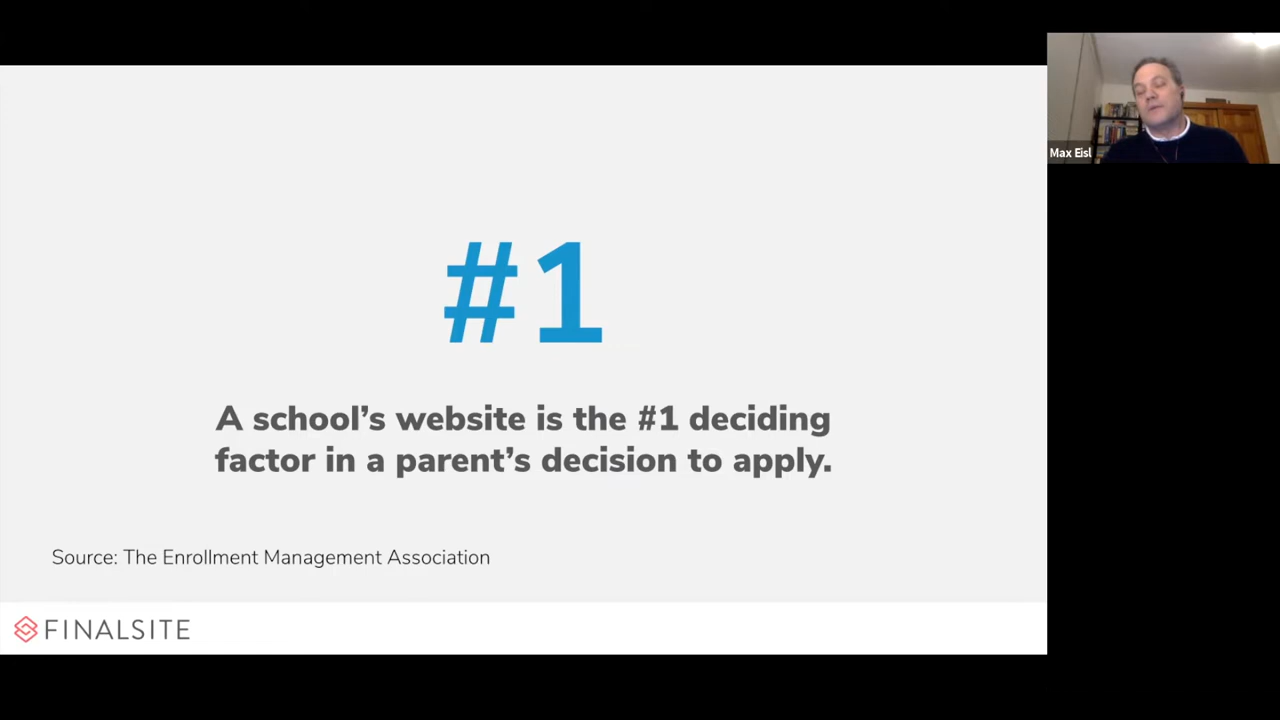 #1
A school’s website is the #1 deciding
factor in a parent’s decision to apply.
Source: The Enrollment Management Association
FINALSITE
Max Eisl